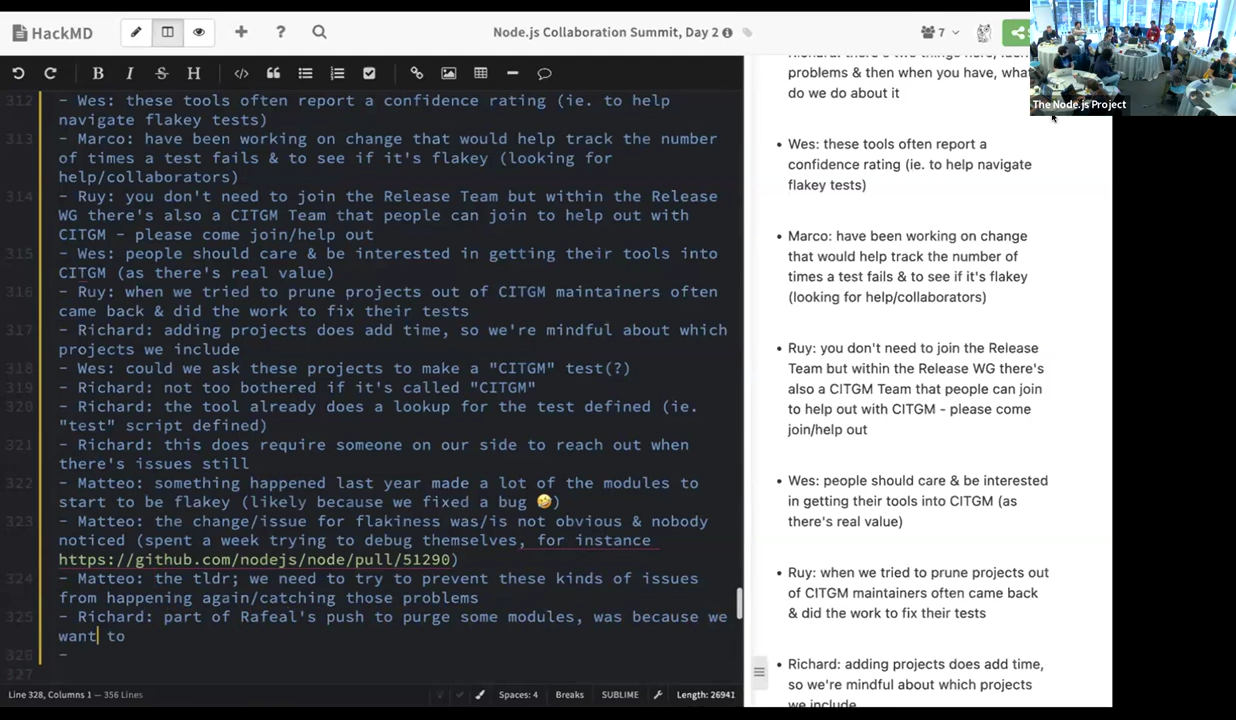 HackMD
Node.js Collaboration Summit, Day 2
7
The Node.js Project
B I S H
312 - Wes: these tools often report a confidence rating (ie. to help
navigate flakey tests)
313 - Marco: have been working on change that would help track the number
of times a test fails & to see if it's flakey (looking for
help/collaborators)
314 - Ruy: you don't need to join the Release Team but within the Release
WG there's also a CITGM Team that people can join to help out with
CITGM - please come join/help out
315 - Wes: people should care & be interested in getting their tools into
CITGM (as there's real value)
316 - Ruy: when we tried to prune projects out of CITGM maintainers often
came back & did the work to fix their tests
317 - Richard: adding projects does add time, so we're mindful about which
projects we include
318 - Wes: could we ask these projects to make a "CITGM" test(?)
319 - Richard: not too bothered if it's called "CITGM"
320 - Richard: the tool already does a lookup for the test defined (ie.
"test" script defined)
321 - Richard: this does require someone on our side to reach out when
there's issues still
322 - Matteo: something happened last year made a lot of the modules to
start to be flakey (likely because we fixed a bug 🤣)
323 - Matteo: the change/issue for flakiness was/is not obvious & nobody
noticed (spent a week trying to debug themselves, for instance
https://github.com/nodejs/node/pull/51290)
324 - Matteo: the tldr; we need to try to prevent these kinds of issues
from happening again/catching those problems
325 - Richard: part of Rafeal's push to purge some modules, was because we
want to
326 -
327
problems & then when you have, what
do we do about it
• Wes: these tools often report a
confidence rating (ie. to help navigate
flakey tests)
• Marco: have been working on change
that would help track the number of
times a test fails & to see if it's flakey
(looking for help/collaborators)
• Ruy: you don't need to join the Release
Team but within the Release WG there's
also a CITGM Team that people can join
to help out with CITGM - please come
join/help out
• Wes: people should care & be interested
in getting their tools into CITGM (as
there's real value)
• Ruy: when we tried to prune projects out
of CITGM maintainers often came back
& did the work to fix their tests
• Richard: adding projects does add time,
so we're mindful about which projects
we include
Line 328, Columns 1 — 356 Lines
Spaces: 4
Breaks
SUBLIME
Length: 26941